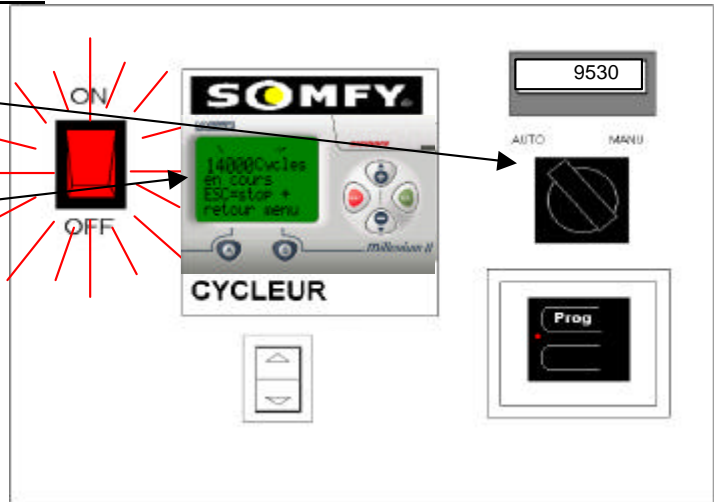 ON
OFF
SOMFY
14000Cycles
en cours
ESC=stop +
retour menu
A
B
Millenium II
CYCLEUR
9530
AUTO MANU
Prog